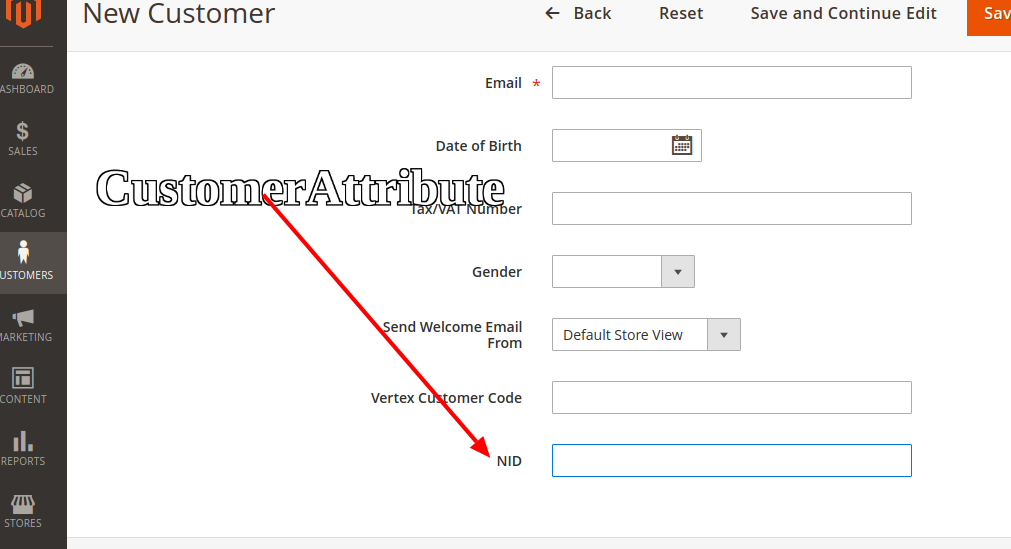 New Customer
Back
Reset
Save and Continue Edit
Sav
ASHBOARD
SALES
CATALOG
USTOMERS
MARKETING
CONTENT
REPORTS
STORES
Email *
Date of Birth
CustomerAttribute
Tax/VAT Number
Gender
Send Welcome Email
From
Default Store View
Vertex Customer Code
NID